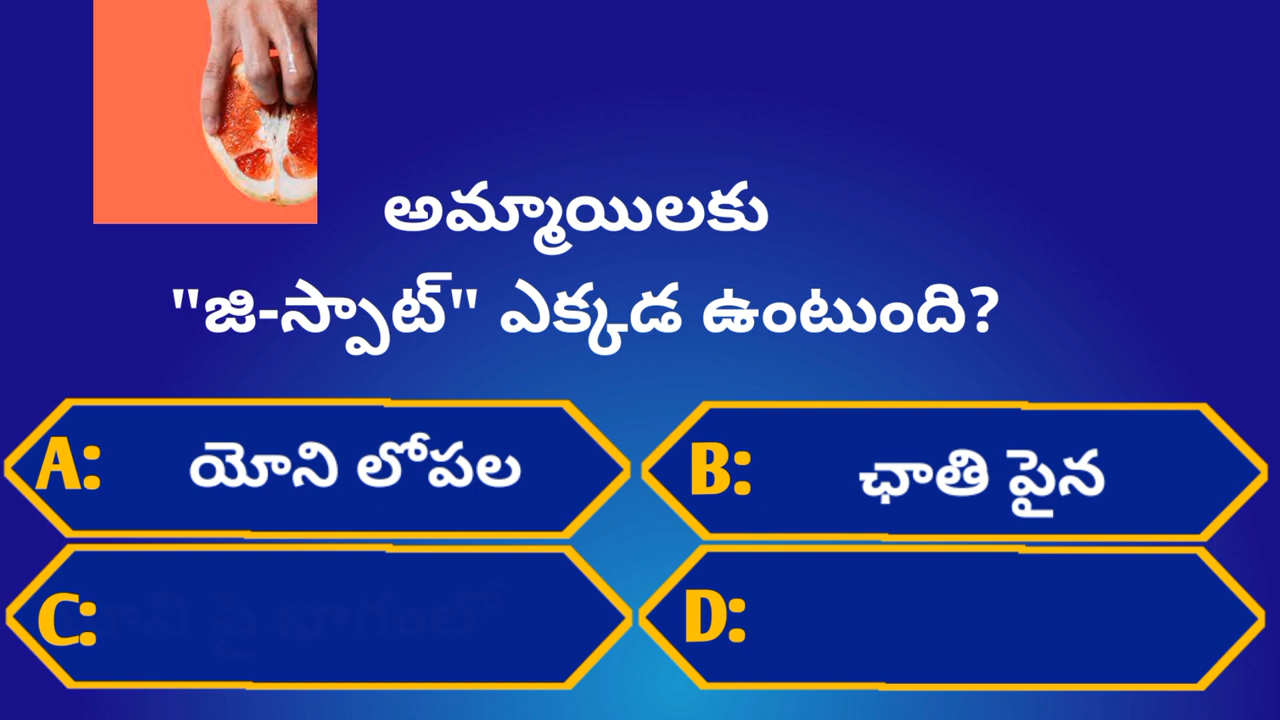 అమ్మాయిలకు
"జి-స్పాట్" ఎక్కడ ఉంటుంది?
A: యోని లోపల
B: ఛాతి పైన
C: పై భాగంలో
D: